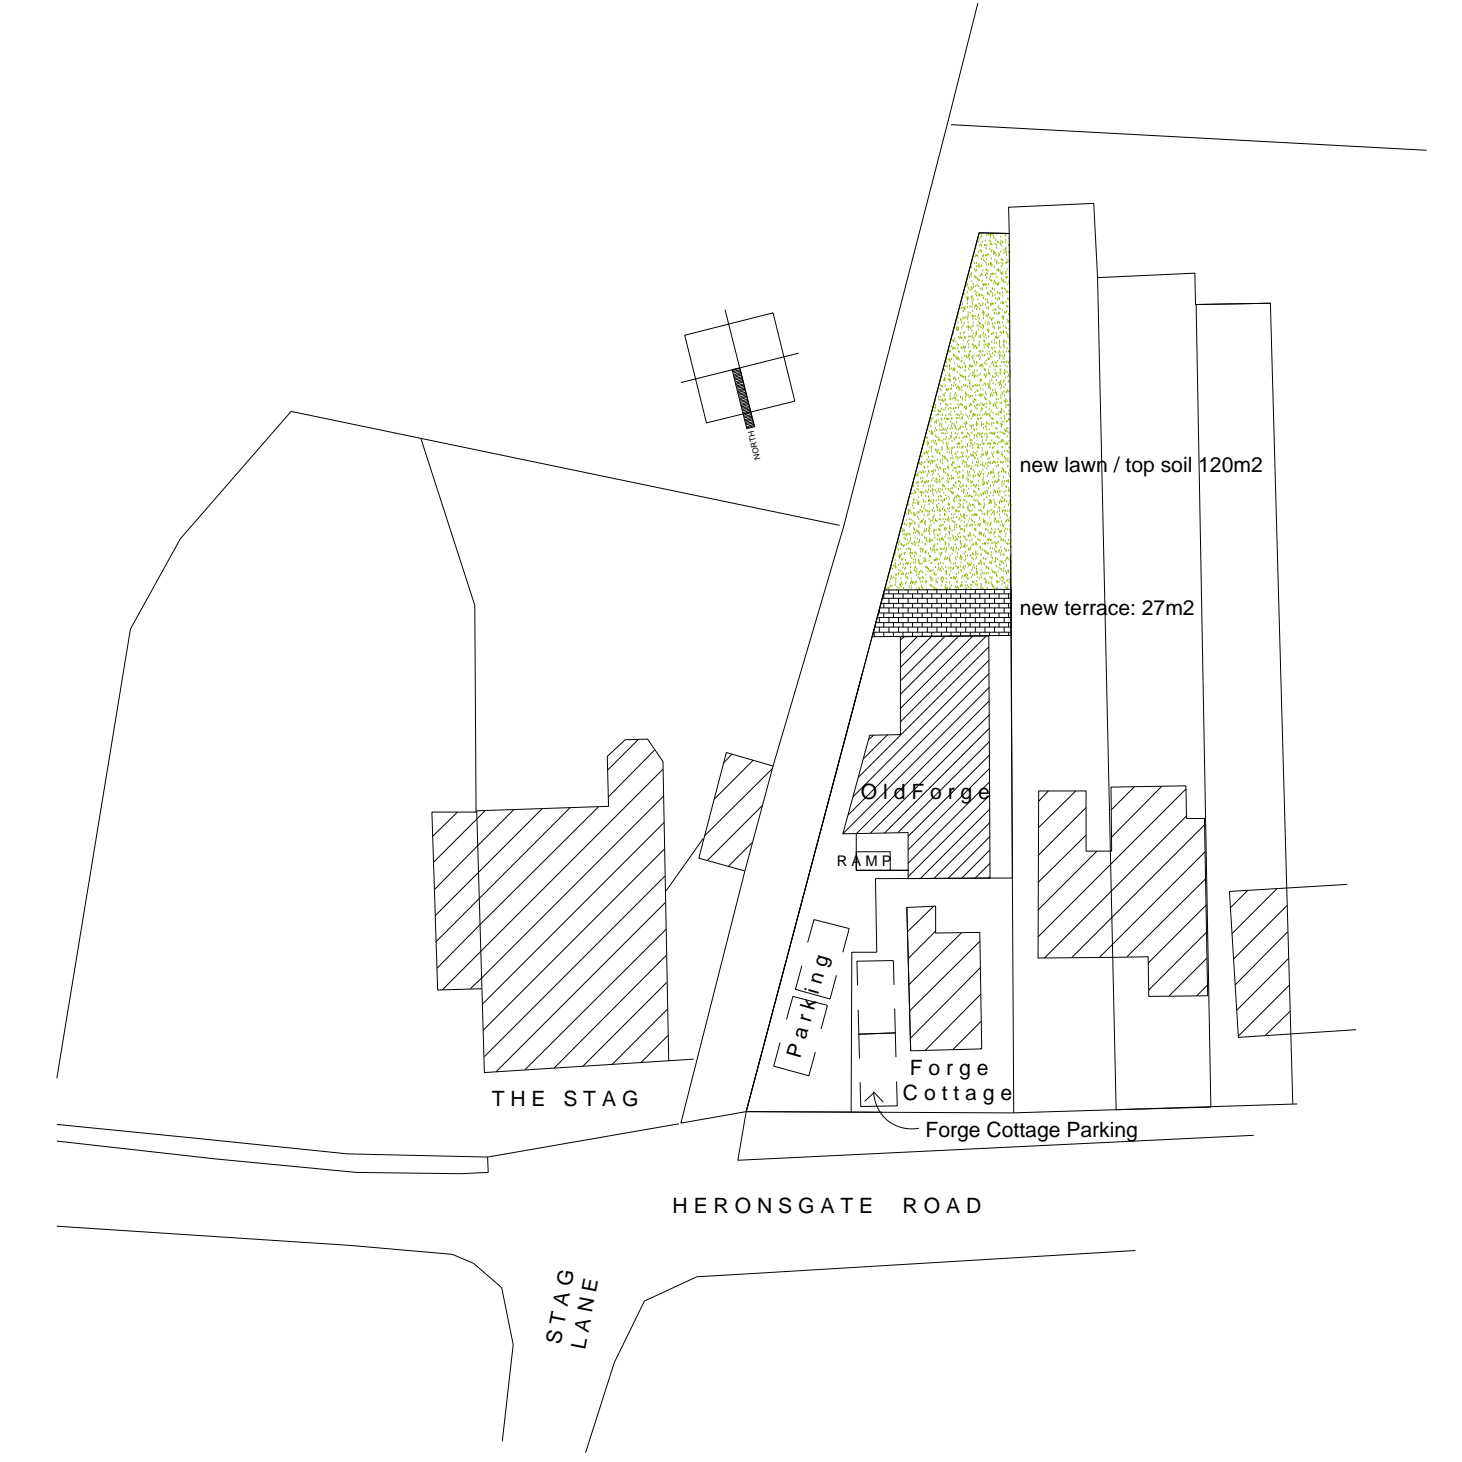 NORTH
new lawn / top soil 120m2
new terrace: 27m2
OldForge
RAMP
Parking
Forge
Cottage
THE STAG
Forge Cottage Parking
HERONSGATE ROAD
STAG
LANE